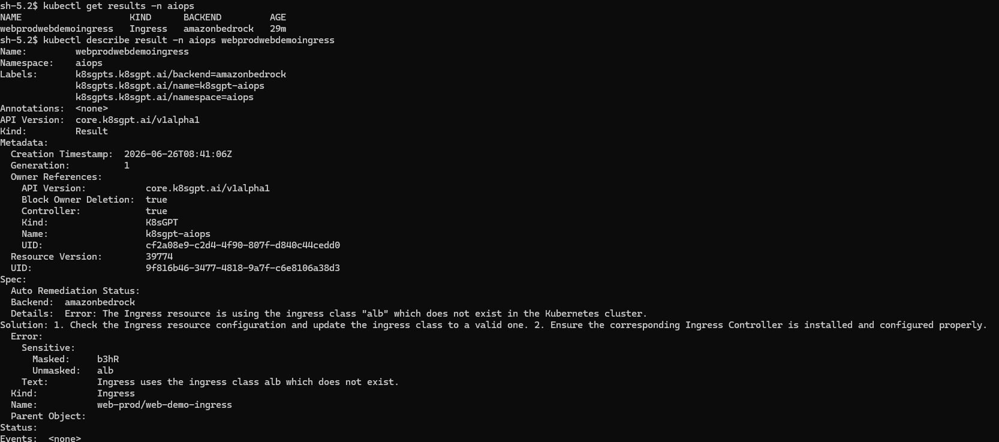 sh-5.2$ kubectl get results -n aiops
NAME                    KIND      BACKEND         AGE
webprodwebdemoingress   Ingress   amazonbedrock   29m
sh-5.2$ kubectl describe result -n aiops webprodwebdemoingress
Name:         webprodwebdemoingress
Namespace:    aiops
Labels:       k8sgpts.k8sgpt.ai/backend=amazonbedrock
              k8sgpts.k8sgpt.ai/name=k8sgpt-aiops
              k8sgpts.k8sgpt.ai/namespace=aiops
Annotations:  <none>
API Version:  core.k8sgpt.ai/v1alpha1
Kind:         Result
Metadata:
  Creation Timestamp:  2026-06-26T08:41:06Z
  Generation:          1
  Owner References:
    API Version:           core.k8sgpt.ai/v1alpha1
    Block Owner Deletion:  true
    Controller:            true
    Kind:                  K8sGPT
    Name:                  k8sgpt-aiops
    UID:                   cf2a08e9-c2d4-4f90-807f-d840c44cedd0
  Resource Version:        39774
  UID:                     9f816b46-3477-4818-9a7f-c6e8106a38d3
Spec:
  Auto Remediation Status:
  Backend:  amazonbedrock
  Details:  Error: The Ingress resource is using the ingress class "alb" which does not exist in the Kubernetes cluster.
Solution: 1. Check the Ingress resource configuration and update the ingress class to a valid one. 2. Ensure the corresponding Ingress Controller is installed and configured properly.
  Error:
    Sensitive:
      Masked:     b3hR
      Unmasked:   alb
    Text:         Ingress uses the ingress class alb which does not exist.
  Kind:           Ingress
  Name:           web-prod/web-demo-ingress
  Parent Object:
Status:
Events:  <none>